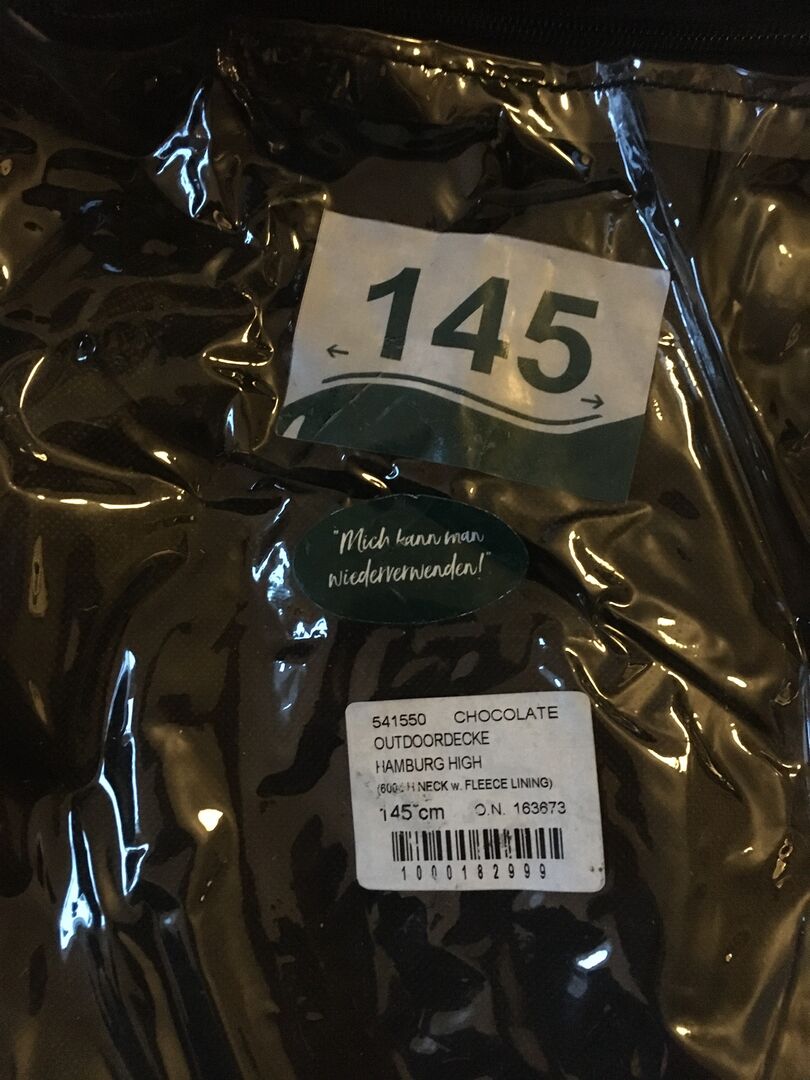 145
"Mich kann man
wiederverwenden!"
541550 CHOCOLATE
OUTDOORDECKE
HAMBURG HIGH
H NECK w. FLEECE LINING)
145 cm O.N. 163673
1000182999